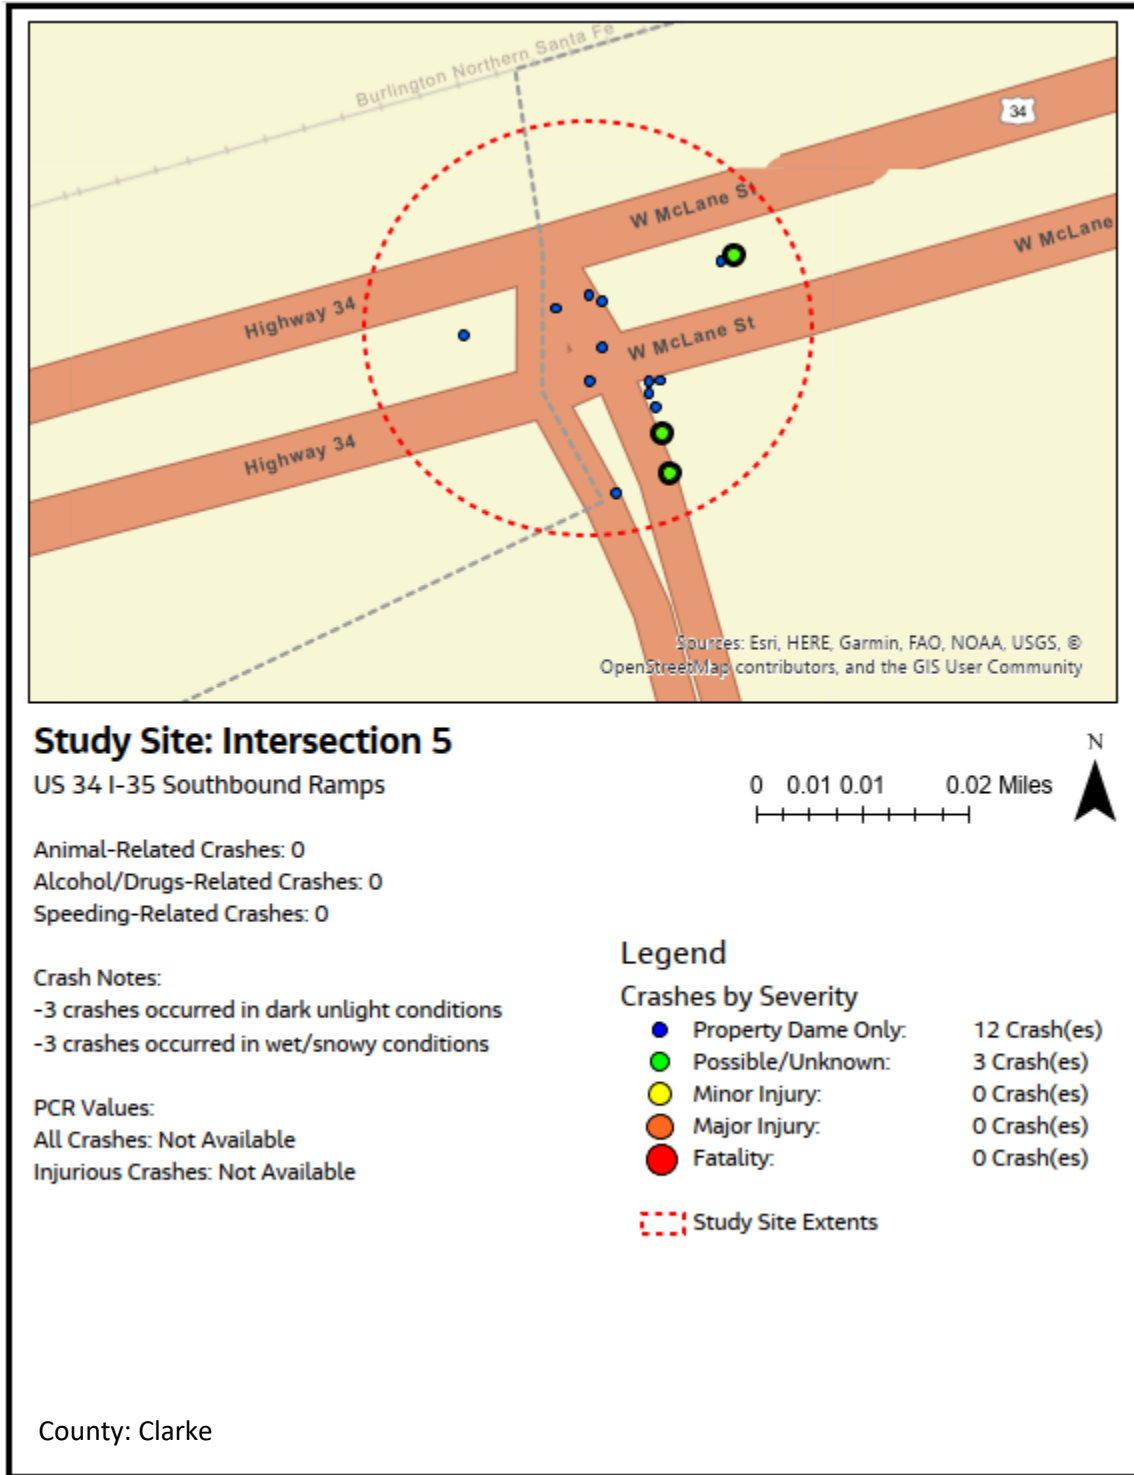 Burlington Northern Santa Fe
34
W McLane St
W McLane
Highway 34
W McLane St
Highway 34
Sources: Esri, HERE, Garmin, FAO, NOAA, USGS, ©
OpenStreetMap contributors, and the GIS User Community
Study Site: Intersection 5
N
US 34 I-35 Southbound Ramps
0 0.01 0.01 0.02 Miles
Animal-Related Crashes: 0
Alcohol/Drugs-Related Crashes: 0
Speeding-Related Crashes: 0
Crash Notes:
-3 crashes occurred in dark unlight conditions
-3 crashes occurred in wet/snowy conditions
PCR Values:
All Crashes: Not Available
Injurious Crashes: Not Available
Legend
Crashes by Severity
Property Dame Only: 12 Crash(es)
Possible/Unknown: 3 Crash(es)
Minor Injury: 0 Crash(es)
Major Injury: 0 Crash(es)
Fatality: 0 Crash(es)
Study Site Extents
County: Clarke